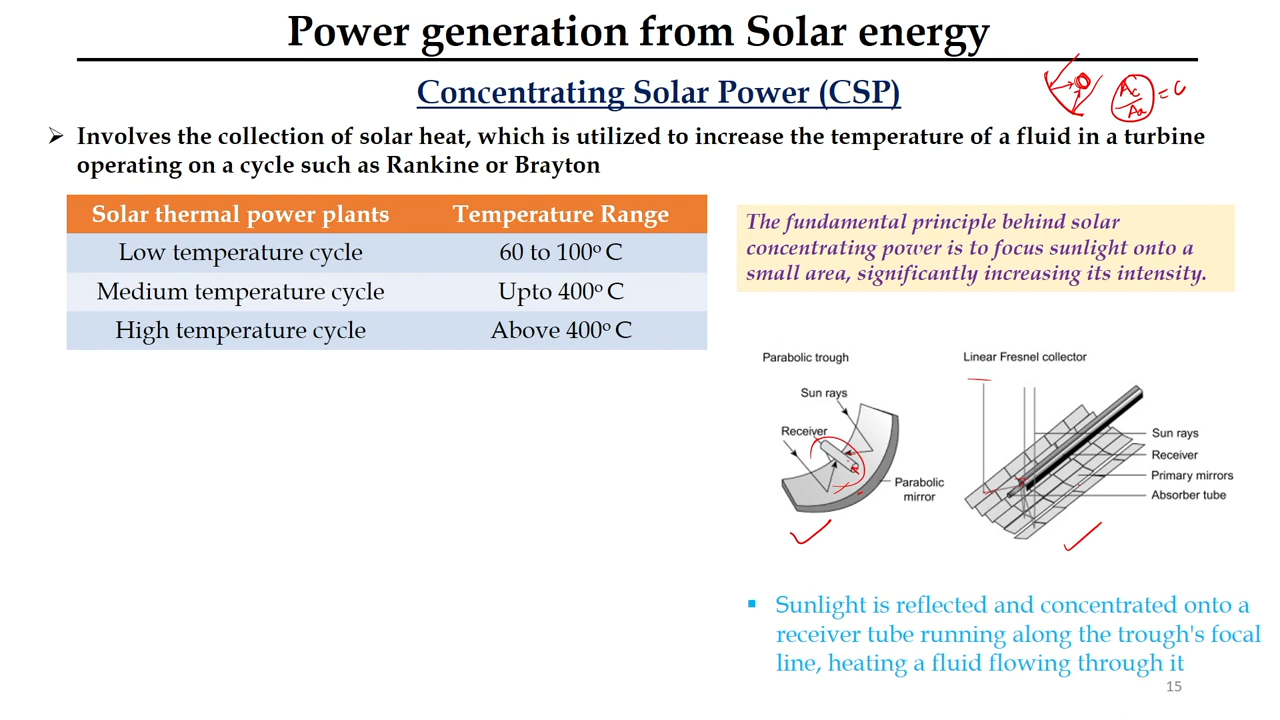 Power generation from Solar energy
Concentrating Solar Power (CSP)
Ac
Aa
= C
Involves the collection of solar heat, which is utilized to increase the temperature of a fluid in a turbine
operating on a cycle such as Rankine or Brayton
Solar thermal power plants Temperature Range
Low temperature cycle 60 to 100º C
Medium temperature cycle Upto 400º C
High temperature cycle Above 400º C
The fundamental principle behind solar
concentrating power is to focus sunlight onto a
small area, significantly increasing its intensity.
Parabolic trough
Sun rays
Receiver
Parabolic
mirror
Linear Fresnel collector
Sun rays
Receiver
Primary mirrors
Absorber tube
Sunlight is reflected and concentrated onto a
receiver tube running along the trough's focal
line, heating a fluid flowing through it
15